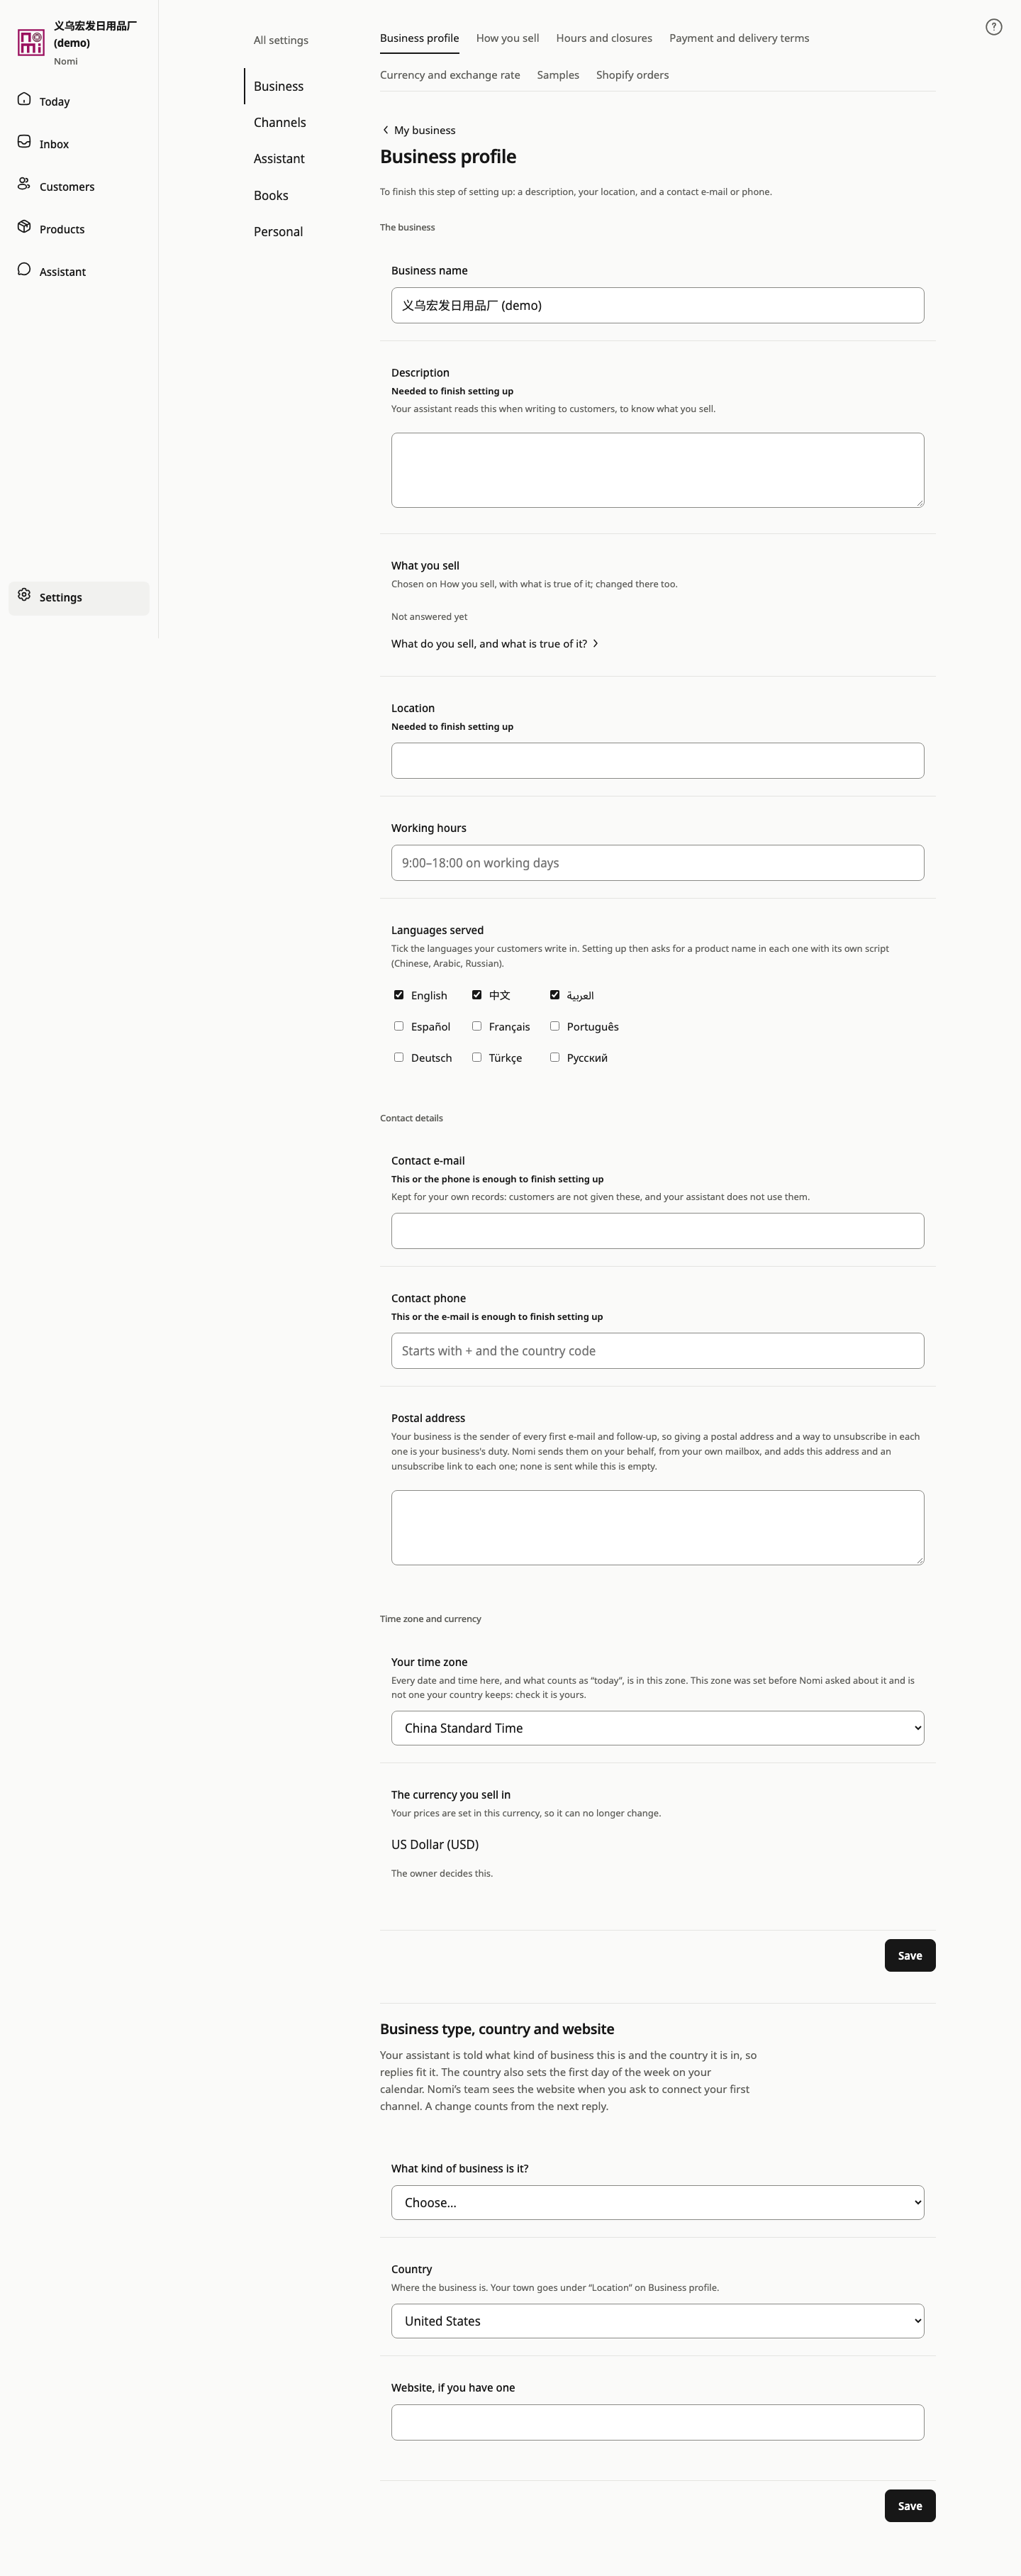 义乌宏发日用品厂
(demo)
Nomi
Today
Inbox
Customers
Products
Assistant
Settings
All settings
Business
Channels
Assistant
Books
Personal
Business profile How you sell Hours and closures Payment and delivery terms
Currency and exchange rate Samples Shopify orders
My business
Business profile
To finish this step of setting up: a description, your location, and a contact e-mail or phone.
The business
Business name
义乌宏发日用品厂 (demo)
Description
Needed to finish setting up
Your assistant reads this when writing to customers, to know what you sell.
What you sell
Chosen on How you sell, with what is true of it; changed there too.
Not answered yet
What do you sell, and what is true of it?
Location
Needed to finish setting up
Working hours
9:00–18:00 on working days
Languages served
Tick the languages your customers write in. Setting up then asks for a product name in each one with its own script
(Chinese, Arabic, Russian).
English 中文 العربية
Español Français Português
Deutsch Türkçe Русский
Contact details
Contact e-mail
This or the phone is enough to finish setting up
Kept for your own records: customers are not given these, and your assistant does not use them.
Contact phone
This or the e-mail is enough to finish setting up
Starts with + and the country code
Postal address
Your business is the sender of every first e-mail and follow-up, so giving a postal address and a way to unsubscribe in each
one is your business's duty. Nomi sends them on your behalf, from your own mailbox, and adds this address and an
unsubscribe link to each one; none is sent while this is empty.
Time zone and currency
Your time zone
Every date and time here, and what counts as “today”, is in this zone. This zone was set before Nomi asked about it and is
not one your country keeps: check it is yours.
China Standard Time
The currency you sell in
Your prices are set in this currency, so it can no longer change.
US Dollar (USD)
The owner decides this.
Save
Business type, country and website
Your assistant is told what kind of business this is and the country it is in, so
replies fit it. The country also sets the first day of the week on your
calendar. Nomi’s team sees the website when you ask to connect your first
channel. A change counts from the next reply.
What kind of business is it?
Choose…
Country
Where the business is. Your town goes under “Location” on Business profile.
United States
Website, if you have one
Save